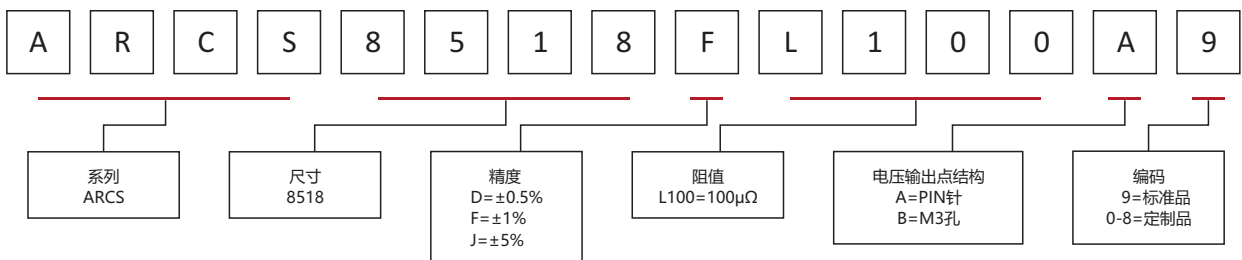 A R C S 8 5 1 8 F L 1 0 0 A 9
系列
ARCS
尺寸
8518
精度
D=±0.5%
F=±1%
J=±5%
阻值
L100=100μΩ
电压输出点结构
A=PIN针
B=M3孔
编码
9=标准品
0-8=定制品